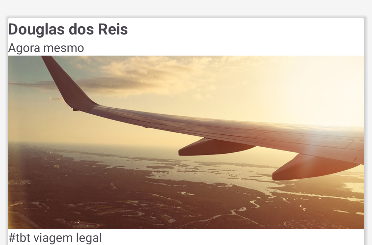 Douglas dos Reis
Agora mesmo
#tbt viagem legal